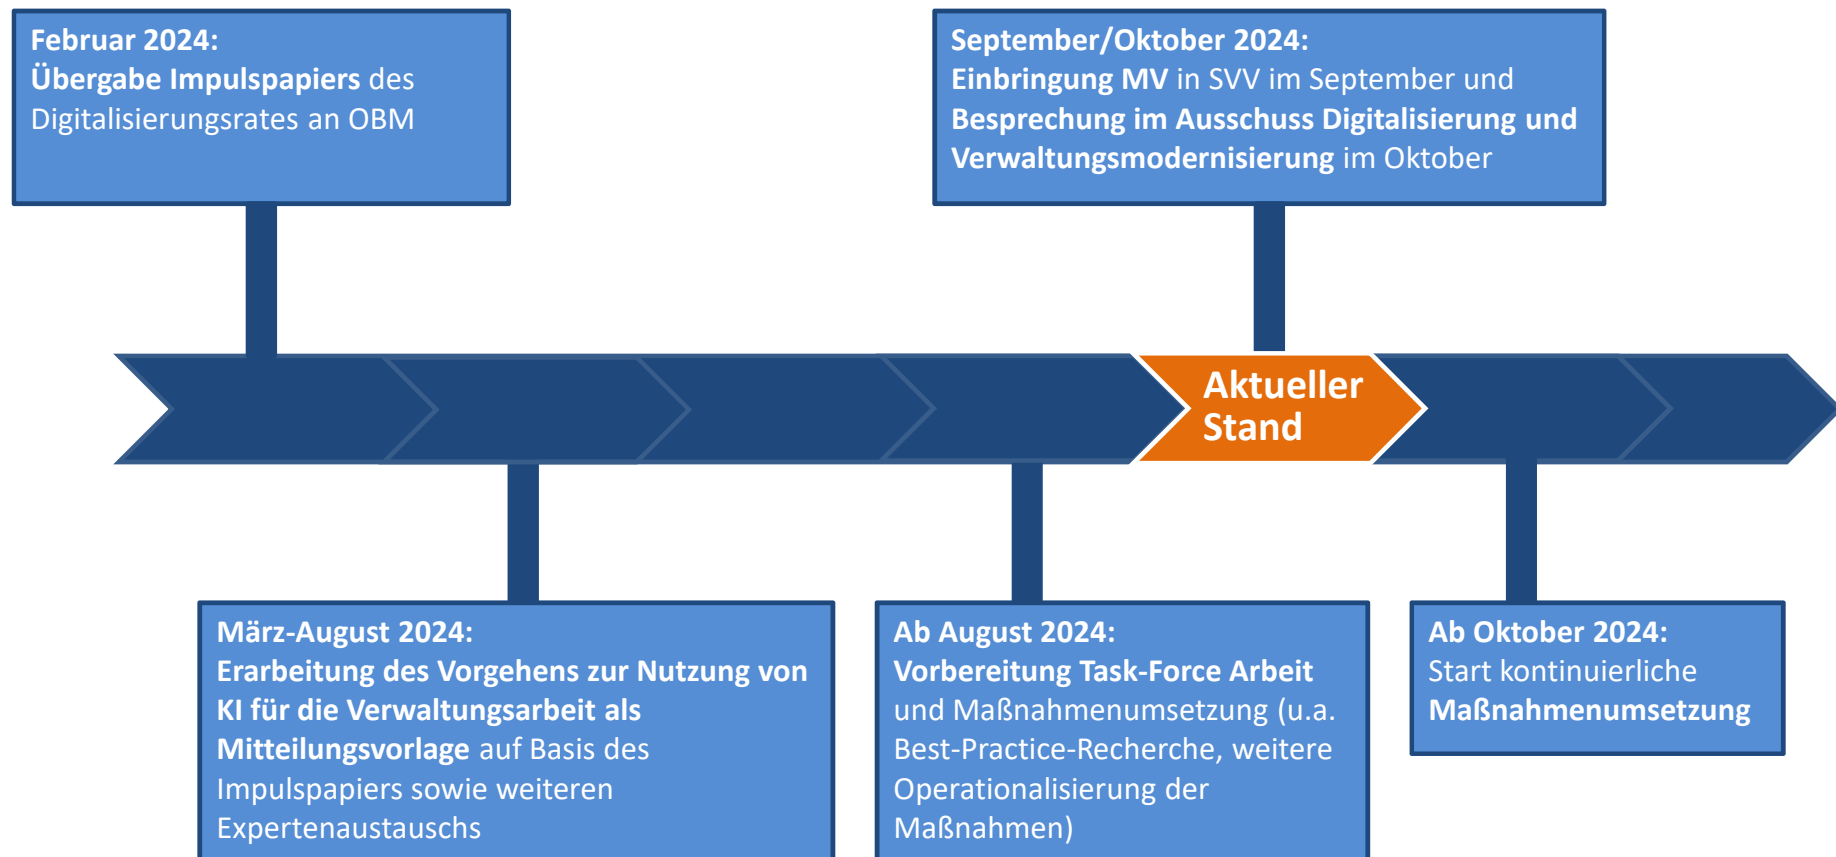 Februar 2024:
Übergabe Impulspapiers des
Digitalisierungsrates an OBM
September/Oktober 2024:
Einbringung MV in SVV im September und
Besprechung im Ausschuss Digitalisierung und
Verwaltungsmodernisierung im Oktober
Aktueller
Stand
März-August 2024:
Erarbeitung des Vorgehens zur Nutzung von
KI für die Verwaltungsarbeit als
Mitteilungsvorlage auf Basis des
Impulspapiers sowie weiteren
Expertenaustauschs
Ab August 2024:
Vorbereitung Task-Force Arbeit
und Maßnahmenumsetzung (u.a.
Best-Practice-Recherche, weitere
Operationalisierung der
Maßnahmen)
Ab Oktober 2024:
Start kontinuierliche
Maßnahmenumsetzung